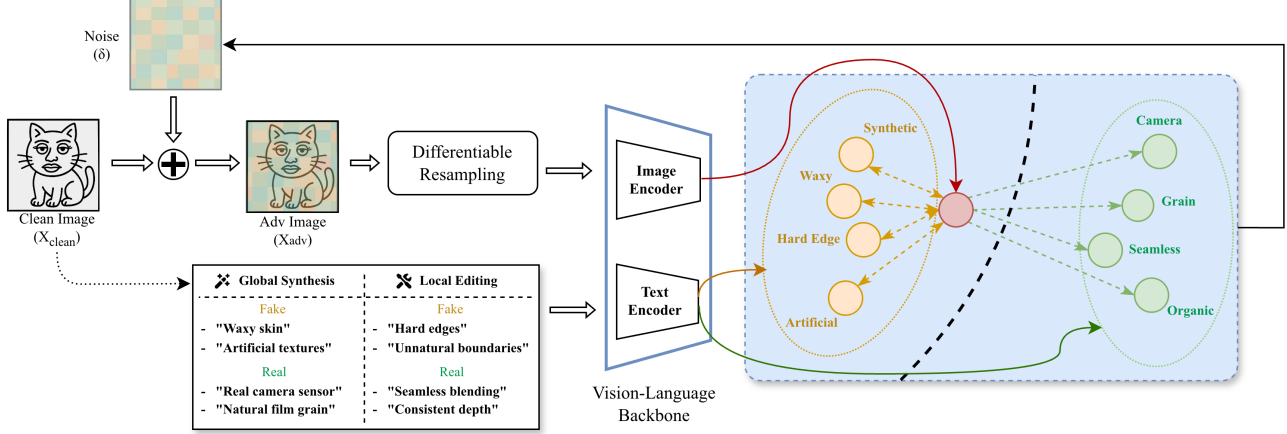 Noise
(δ)
Clean Image
(Xclean)
Adv Image
(Xadv)
Differentiable
Resampling
Global Synthesis
Fake
- "Waxy skin"
- "Artificial textures"
Real
- "Real camera sensor"
- "Natural film grain"
Local Editing
Fake
- "Hard edges"
- "Unnatural boundaries"
Real
- "Seamless blending"
- "Consistent depth"
Image
Encoder
Text
Encoder
Vision-Language
Backbone
Synthetic
Waxy
Hard Edge
Artificial
Camera
Grain
Seamless
Organic